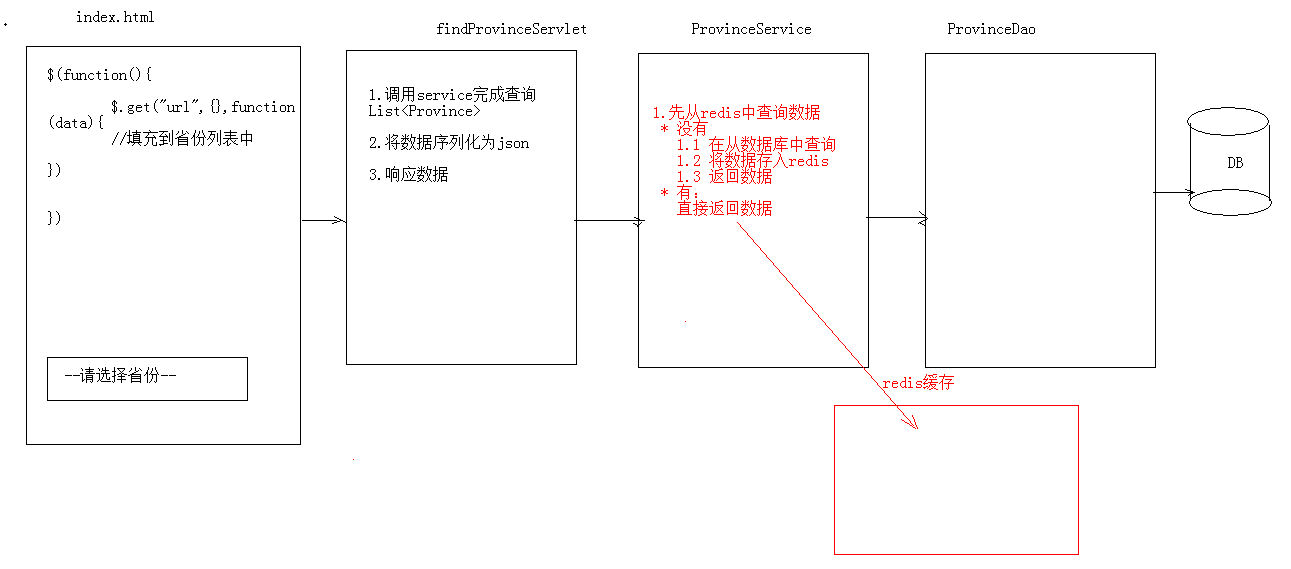 index.html
$(function(){
$.get("url",{},function
(data){
//填充到省份列表中
})
})
--请选择省份--
findProvinceServlet
1.调用service完成查询
List<Province>
2.将数据序列化为json
3.响应数据
ProvinceService
1.先从redis中查询数据
* 没有
1.1 在从数据库中查询
1.2 将数据存入redis
1.3 返回数据
* 有:
直接返回数据
ProvinceDao
DB
redis缓存